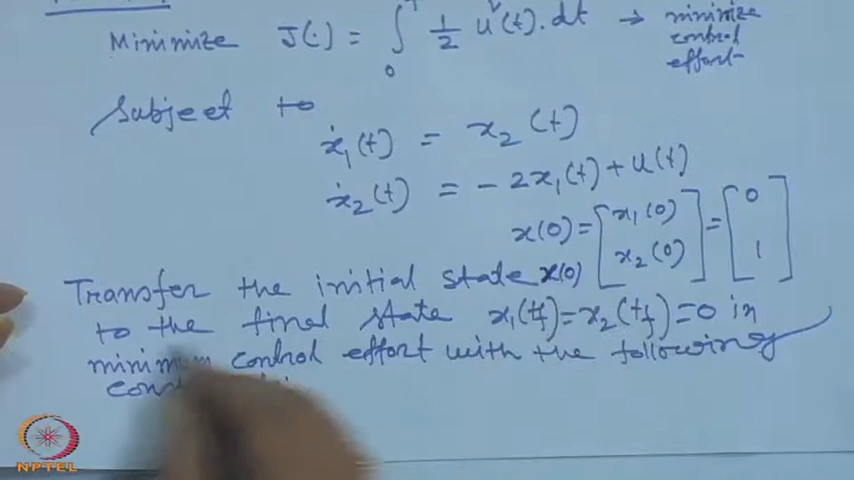 Minimize J(·) = ∫₀ 1/2 u²(t).dt → minimize
control
effort
Subject to
ẋ₁(t) = x₂(t)
ẋ₂(t) = - 2x₁(t) + u(t)
x(0) = [x₁(0) x₂(0)] = [0 1]
Transfer the initial state x(0)
to the final state x₁(tf) = x₂(tf) = 0 in
minimum control effort with the following
NPTEL